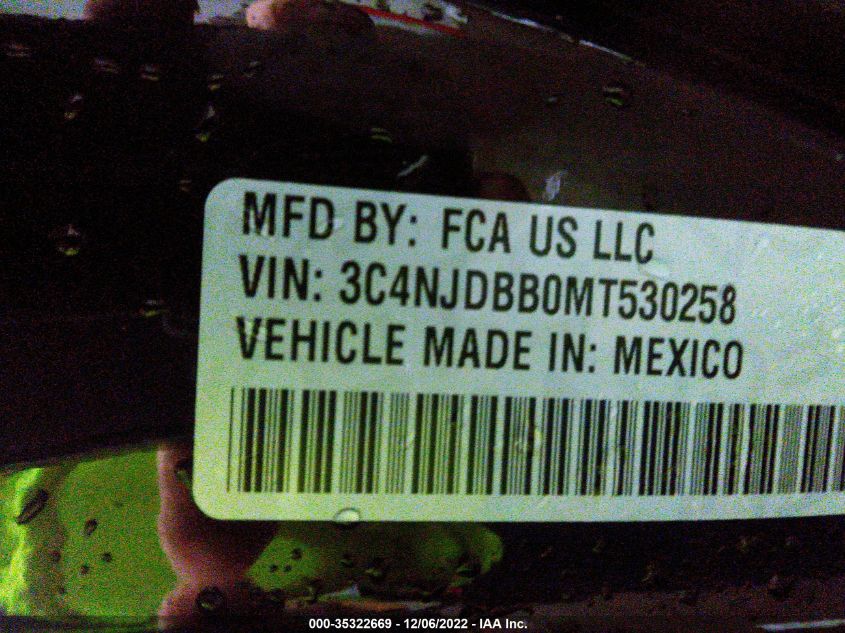 MFD BY: FCA US LLC
VIN: 3C4NJDBB0MT530258
VEHICLE MADE IN: MEXICO
000-35322669 - 12/06/2022 - IAA Inc.